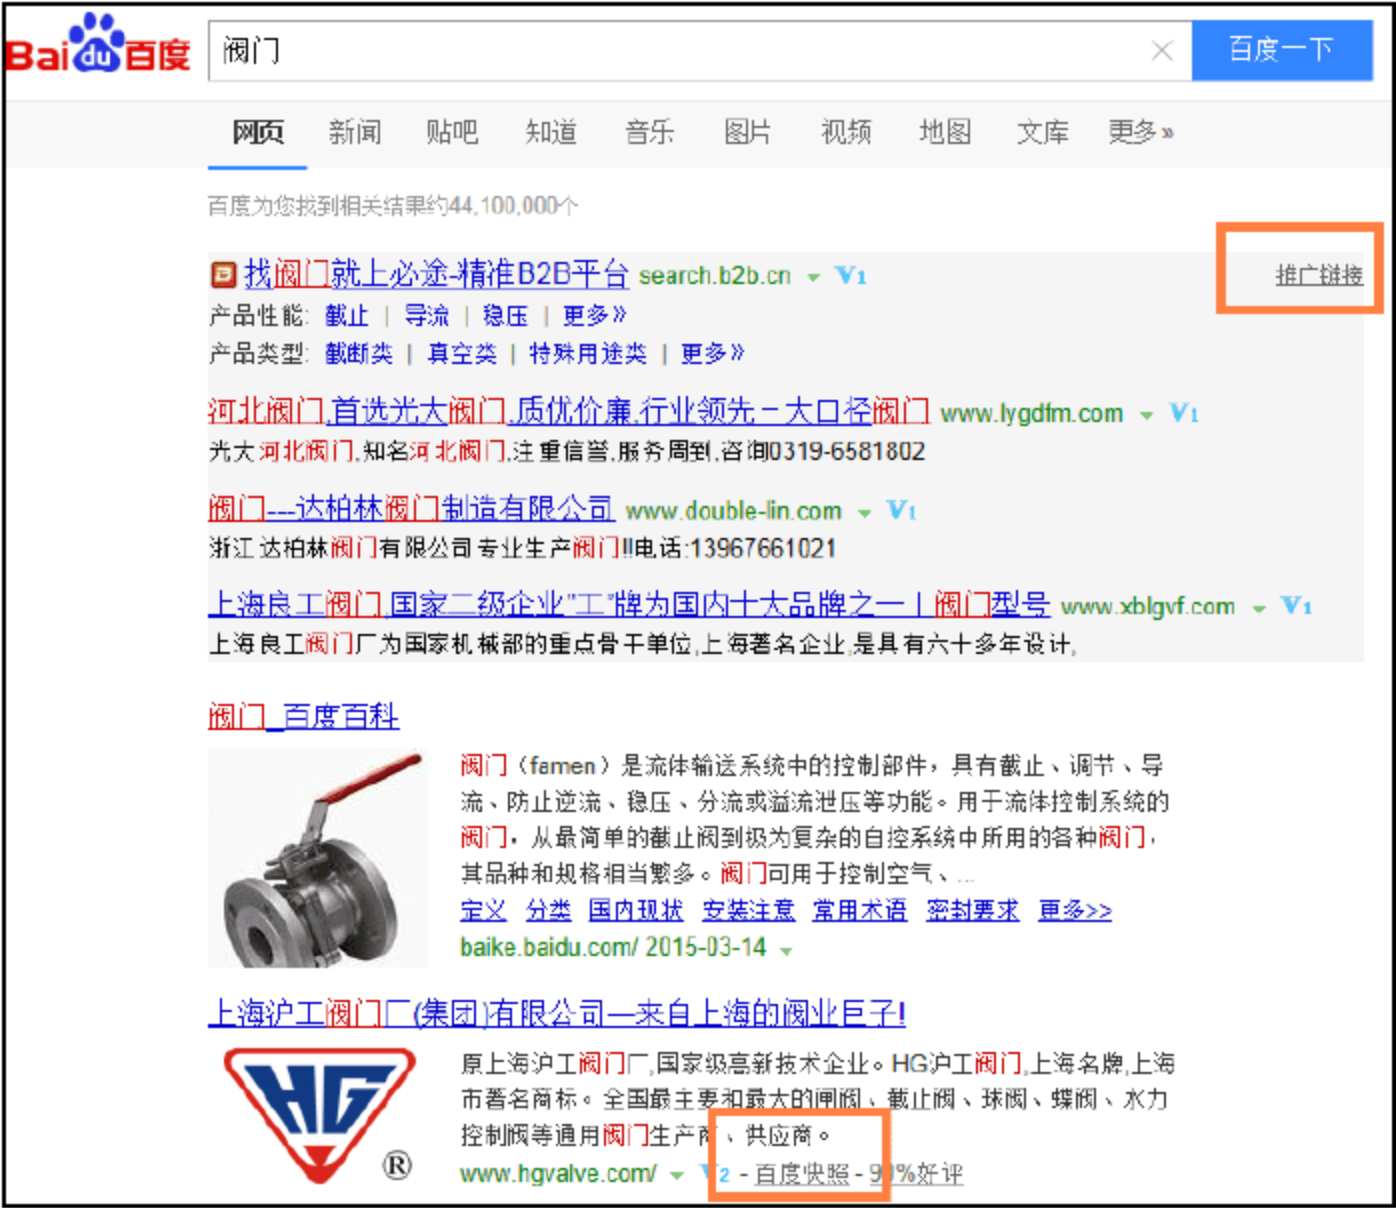 Bai du 百度
阀门
百度一下
网页 新闻 贴吧 知道 音乐 图片 视频 地图 文库 更多»
百度为您找到相关结果约44,100,000个
找阀门就上必途-精准B2B平台 search.b2b.cn V1 推广链接
产品性能: 截止 | 导流 | 稳压 | 更多»
产品类型: 截断类 | 真空类 | 特殊用途类 | 更多»
河北阀门,首选光大阀门,质优价廉,行业领先－大口径阀门 www.lygdfm.com V1
光大河北阀门,知名河北阀门,注重信誉,服务周到,咨询0319-6581802
阀门---达柏林阀门制造有限公司 www.double-lin.com V1
浙江达柏林阀门有限公司专业生产阀门!!电话:13967661021
上海良工阀门,国家二级企业"工"牌为国内十大品牌之一丨阀门型号 www.xblgvf.com V1
上海良工阀门厂为国家机械部的重点骨干单位,上海著名企业,是具有六十多年设计,
阀门_百度百科
阀门（famen）是流体输送系统中的控制部件，具有截止、调节、导
流、防止逆流、稳压、分流或溢流泄压等功能。用于流体控制系统的
阀门，从最简单的截止阀到极为复杂的自控系统中所用的各种阀门，
其品种和规格相当繁多。阀门可用于控制空气、...
定义 分类 国内现状 安装注意 常用术语 密封要求 更多>>
baike.baidu.com/ 2015-03-14
上海沪工阀门厂(集团)有限公司—来自上海的阀业巨子!
HG ®
原上海沪工阀门厂,国家级高新技术企业。HG沪工阀门,上海名牌,上海
市著名商标。全国最主要和最大的闸阀、截止阀、球阀、蝶阀、水力
控制阀等通用阀门生产商、供应商。
www.hgvalve.com/ V2 - 百度快照 - 9%好评